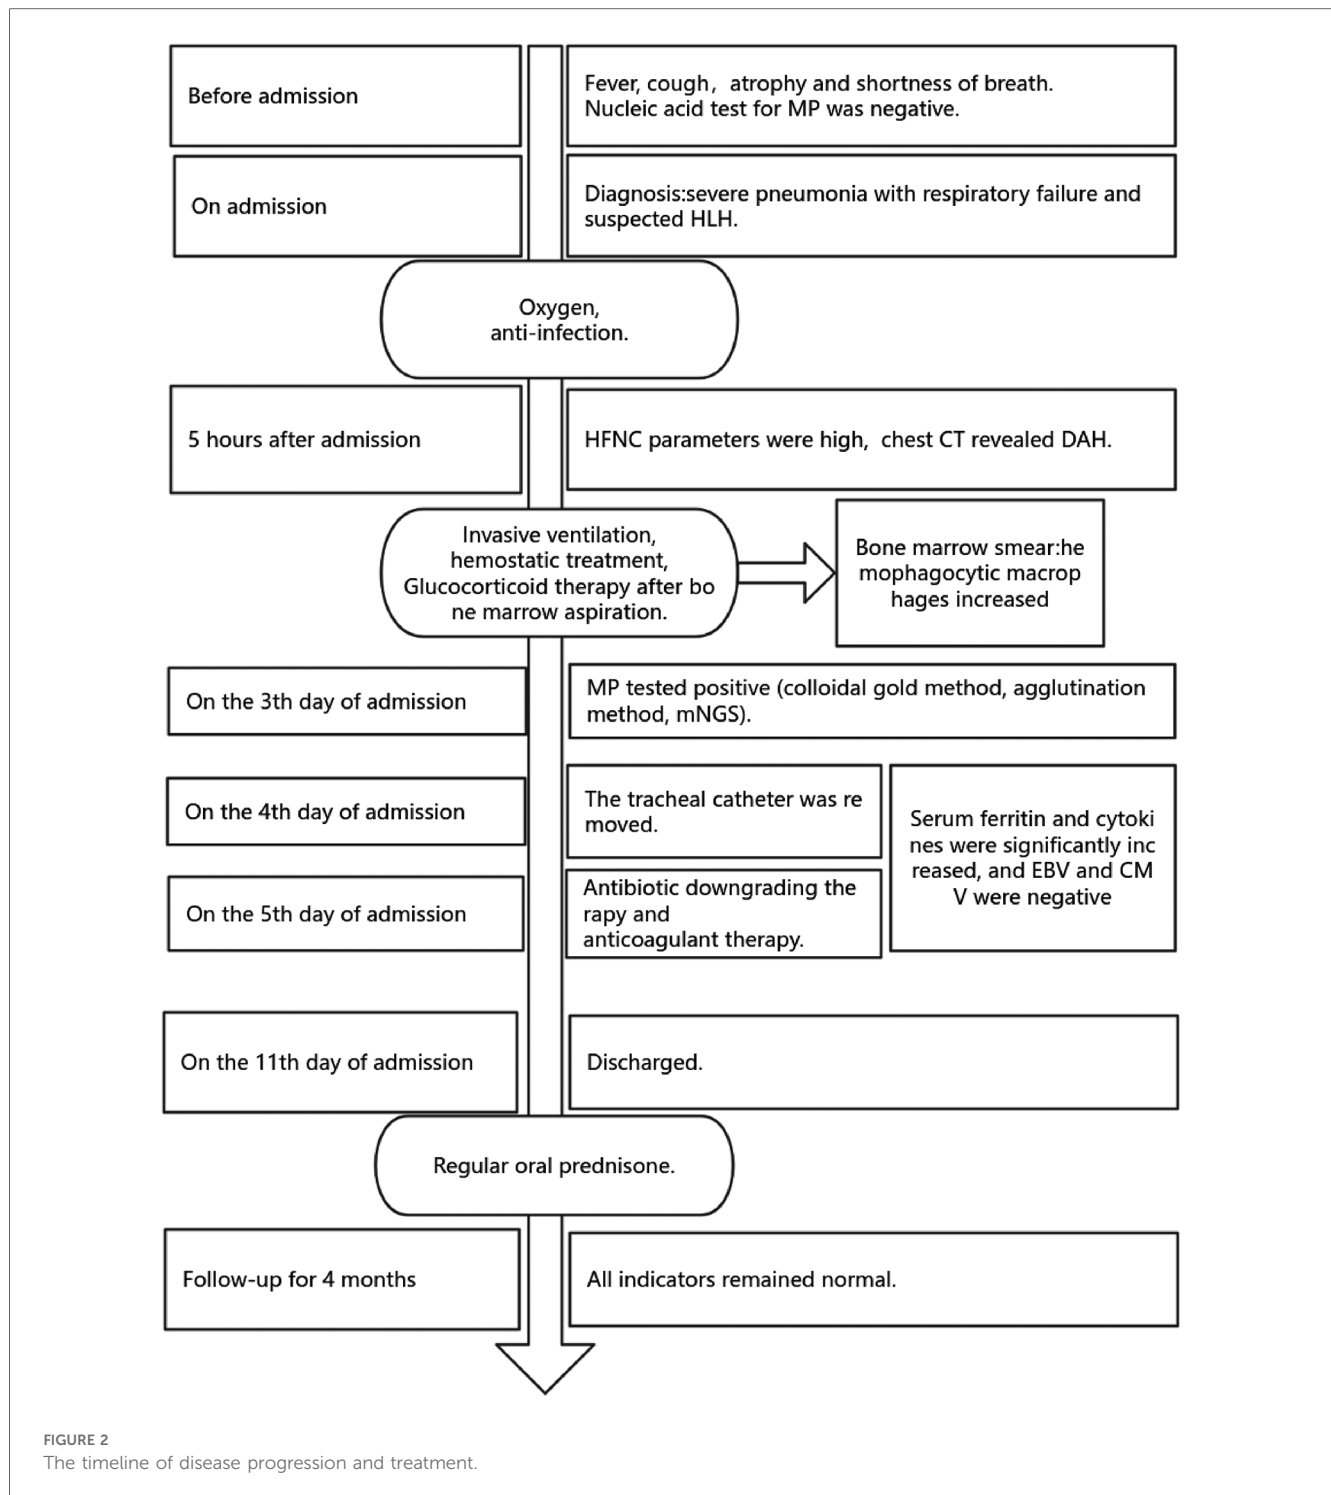 Before admission
Fever, cough，atrophy and shortness of breath.
Nucleic acid test for MP was negative.
On admission
Diagnosis:severe pneumonia with respiratory failure and
suspected HLH.
Oxygen,
anti-infection.
5 hours after admission
HFNC parameters were high，chest CT revealed DAH.
Invasive ventilation,
hemostatic treatment,
Glucocorticoid therapy after bo
ne marrow aspiration.
Bone marrow smear:he
mophagocytic macrop
hages increased
On the 3th day of admission
MP tested positive (colloidal gold method, agglutination
method, mNGS).
On the 4th day of admission
The tracheal catheter was re
moved.
Serum ferritin and cytoki
nes were significantly inc
reased, and EBV and CM
V were negative
On the 5th day of admission
Antibiotic downgrading the
rapy and
anticoagulant therapy.
On the 11th day of admission
Discharged.
Regular oral prednisone.
Follow-up for 4 months
All indicators remained normal.
FIGURE 2
The timeline of disease progression and treatment.